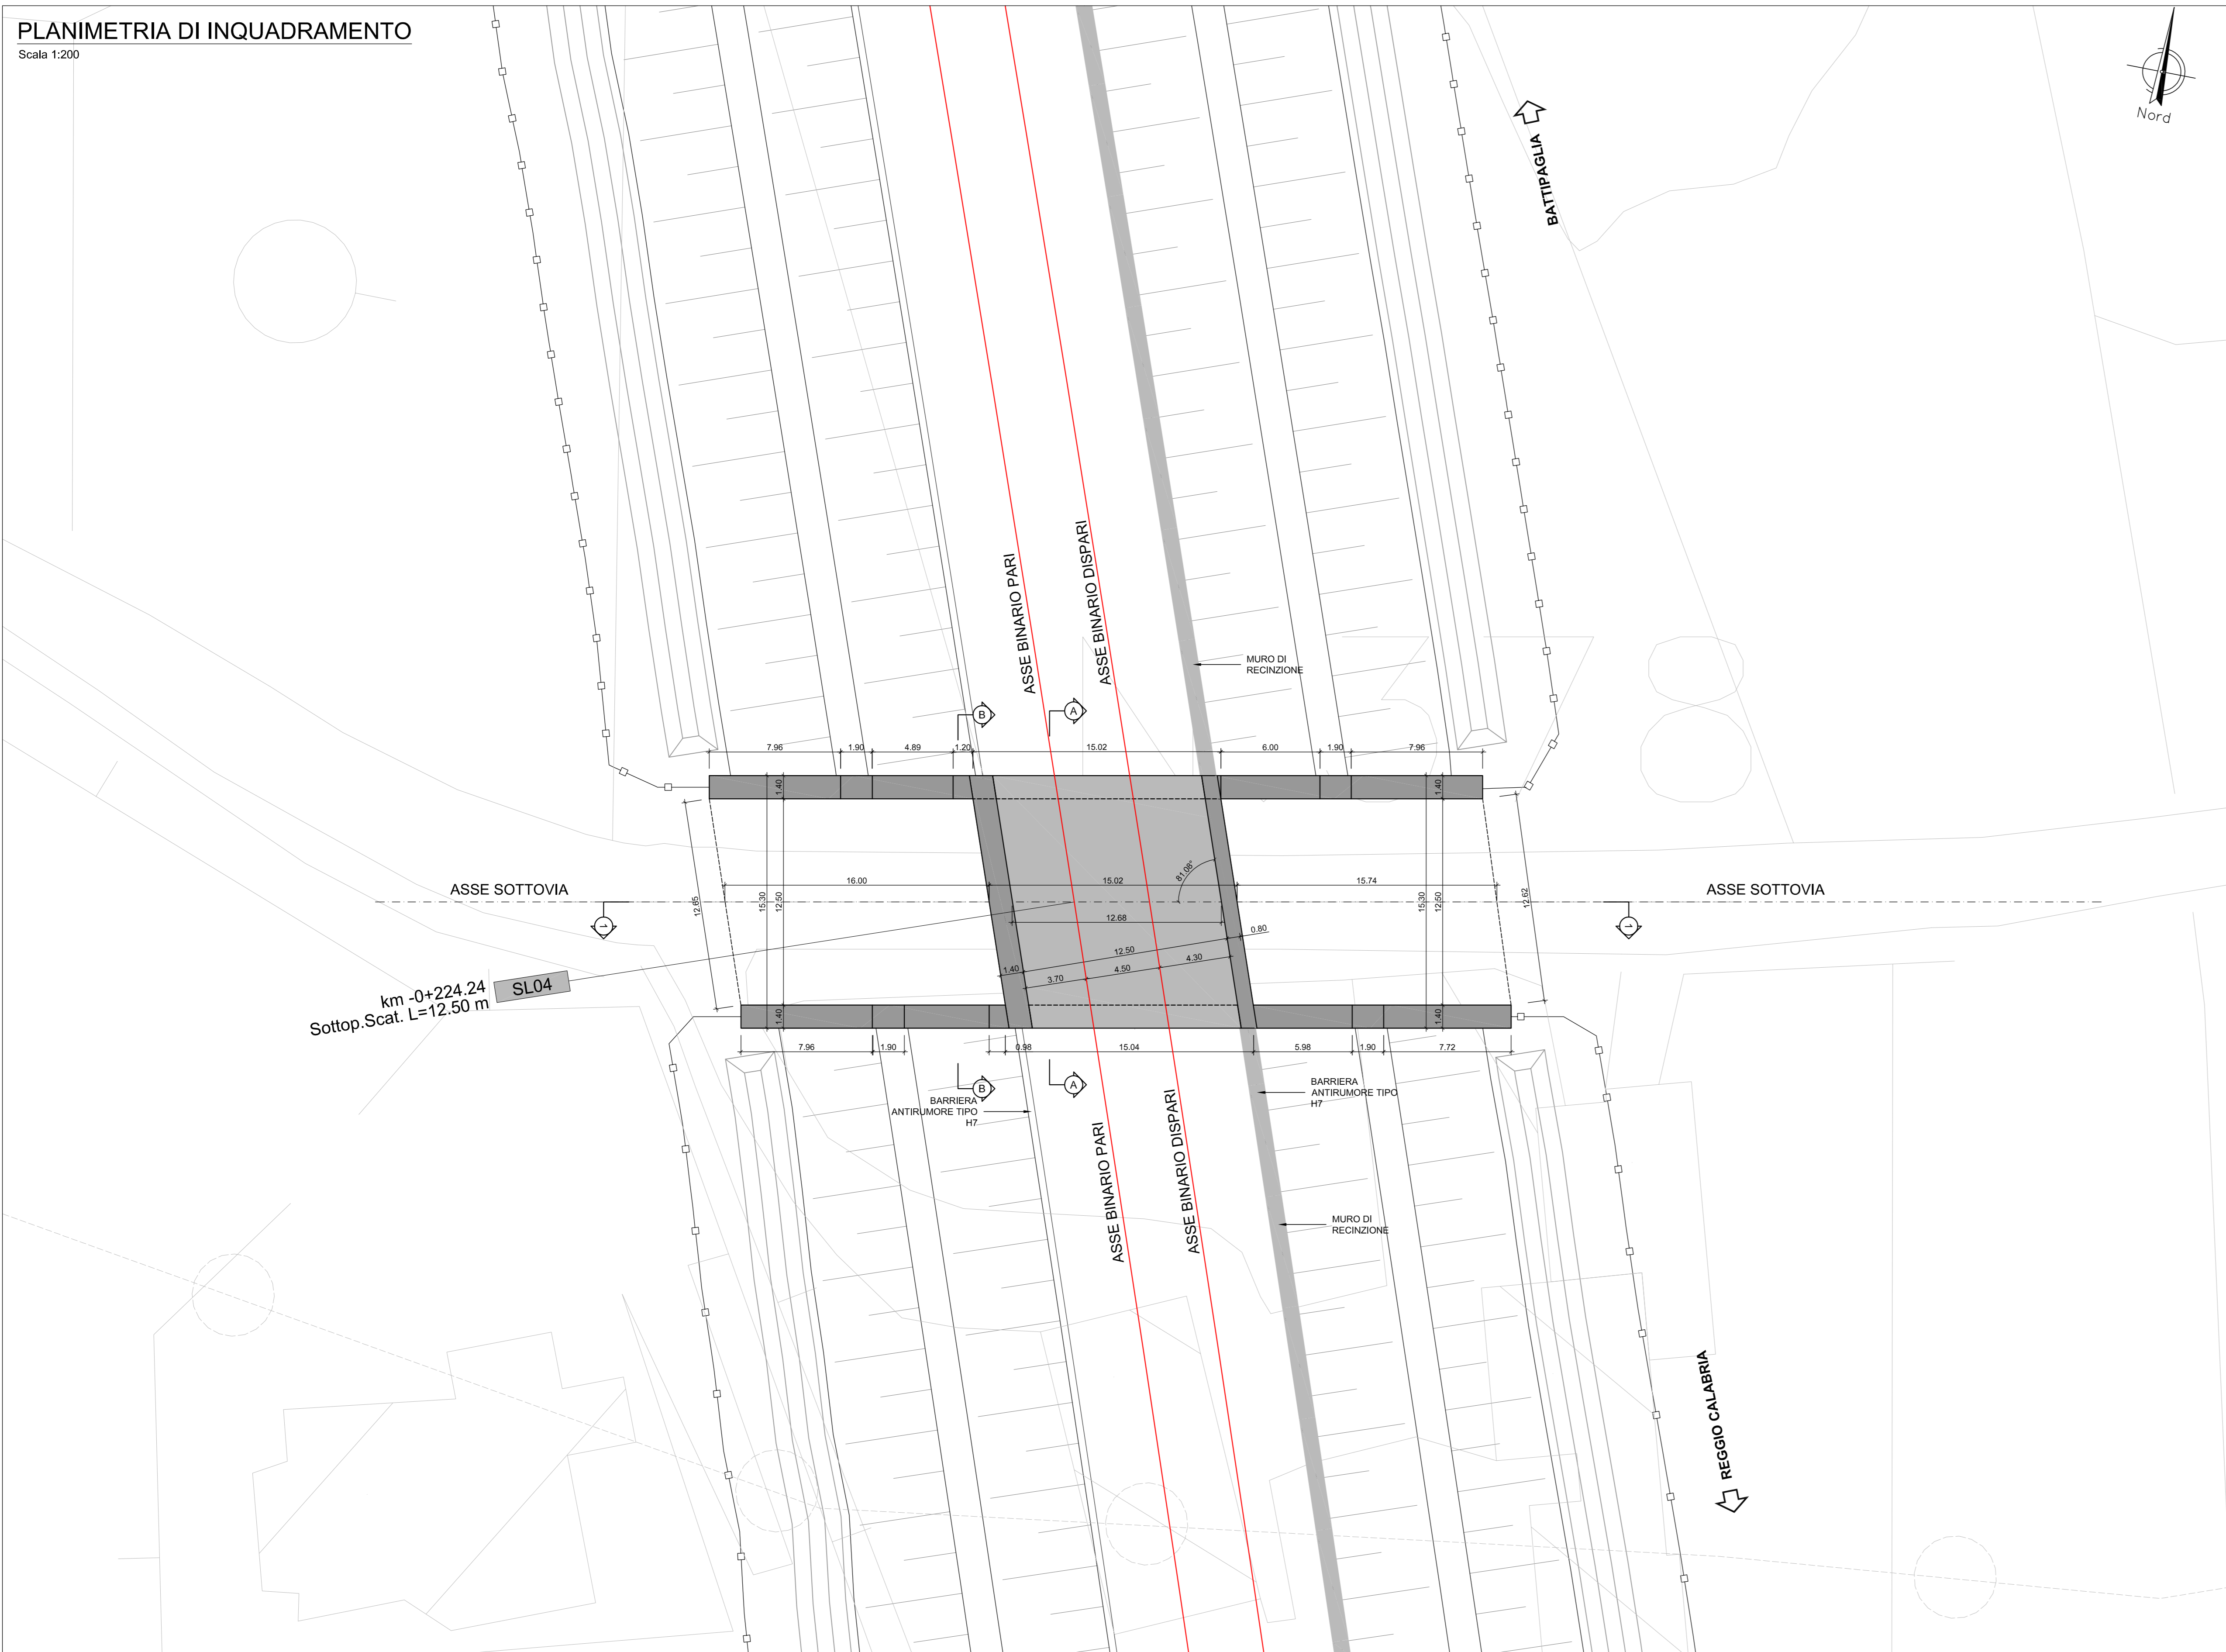 PLANIMETRIA DI INQUADRAMENTO
Scala 1:200
Nord
BATTIPAGLIA
ASSE BINARIO PARI
ASSE BINARIO DISPARI
MURO DI
RECINZIONE
B
A
7.96
1.90
4.89
1.20
15.02
6.00
1.90
7.96
1.40
1.40
12.65
15.30
12.50
16.00
15.02
81.08°
15.74
15.30
12.50
12.62
ASSE SOTTOVIA
ASSE SOTTOVIA
1
1
12.68
0.80
12.50
1.40
3.70
4.50
4.30
km -0+224.24
Sottop.Scat. L=12.50 m
SL04
1.40
1.40
7.96
1.90
0.98
15.04
5.98
1.90
7.72
B
A
BARRIERA
ANTIRUMORE TIPO
H7
BARRIERA
ANTIRUMORE TIPO
H7
ASSE BINARIO PARI
ASSE BINARIO DISPARI
MURO DI
RECINZIONE
REGGIO CALABRIA